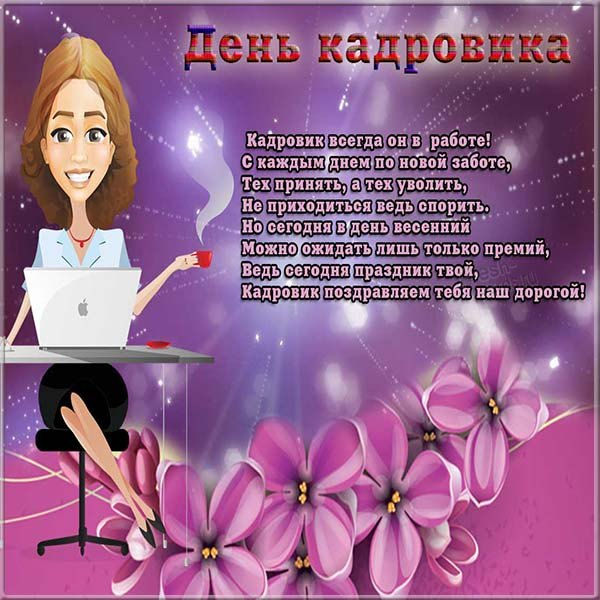 День кадровика
Кадровик всегда он в работе!
С каждым днем по новой заботе,
Тех принять, а тех уволить,
Не приходиться ведь спорить.
Но сегодня в день весенний
Можно ожидать лишь только премий,
Ведь сегодня праздник твой,
Кадровик поздравляем тебя наш дорогой!